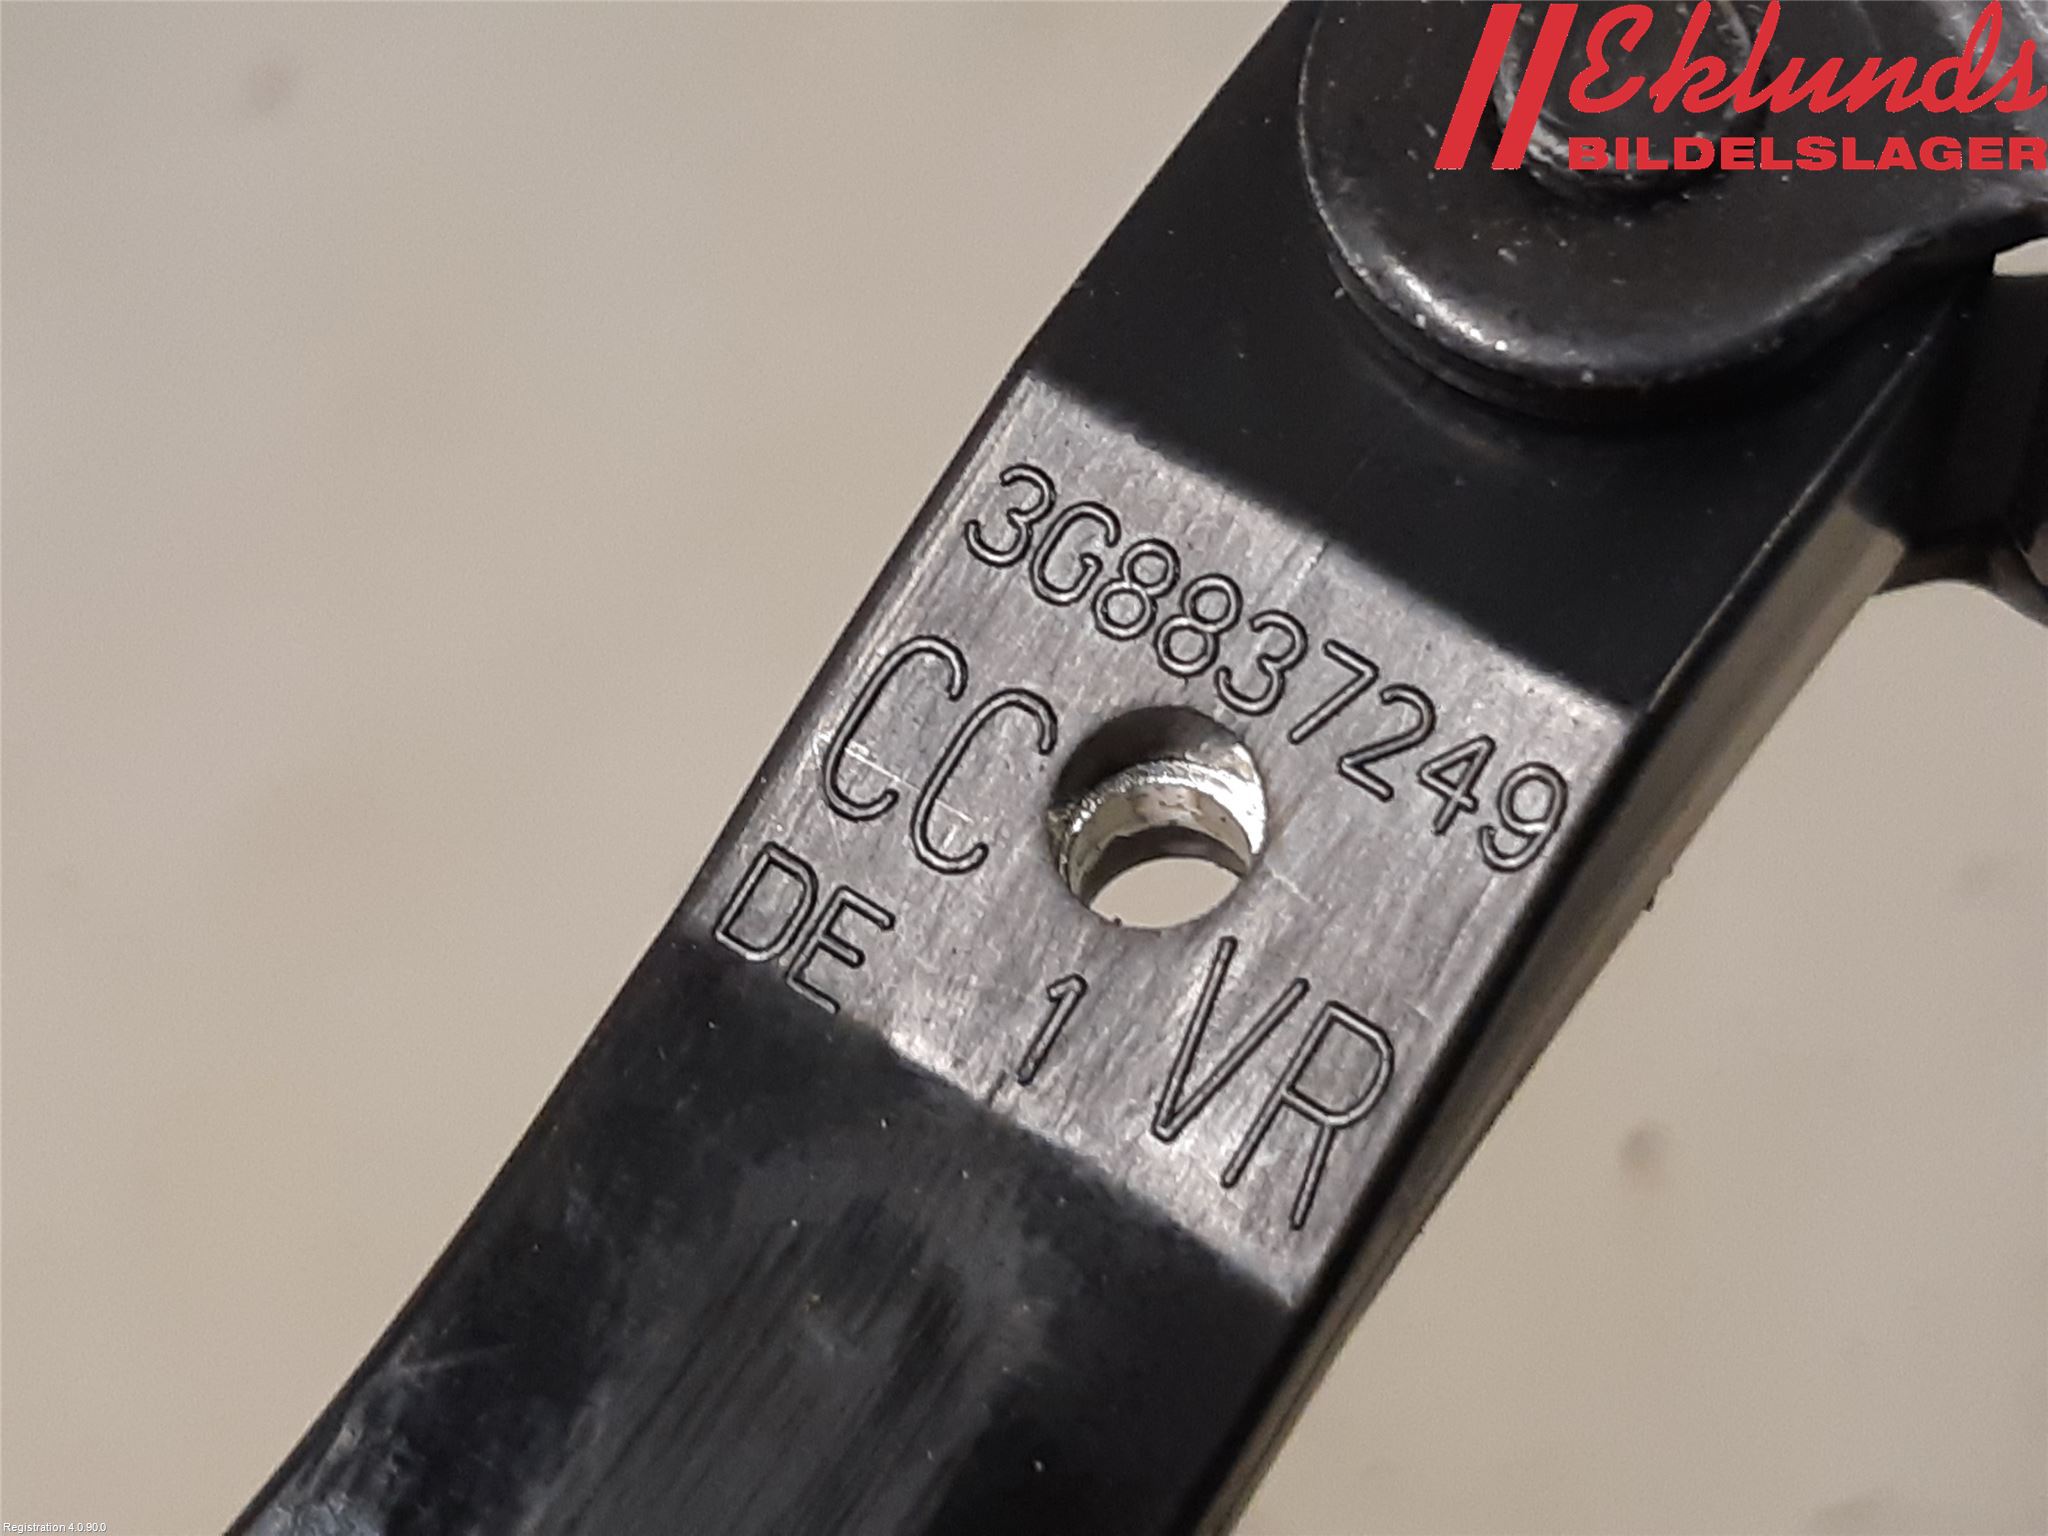 Eklunds
BILDELSLAGER
3G8837249
CC
DE 1 VR
Registration 4.0.90.0